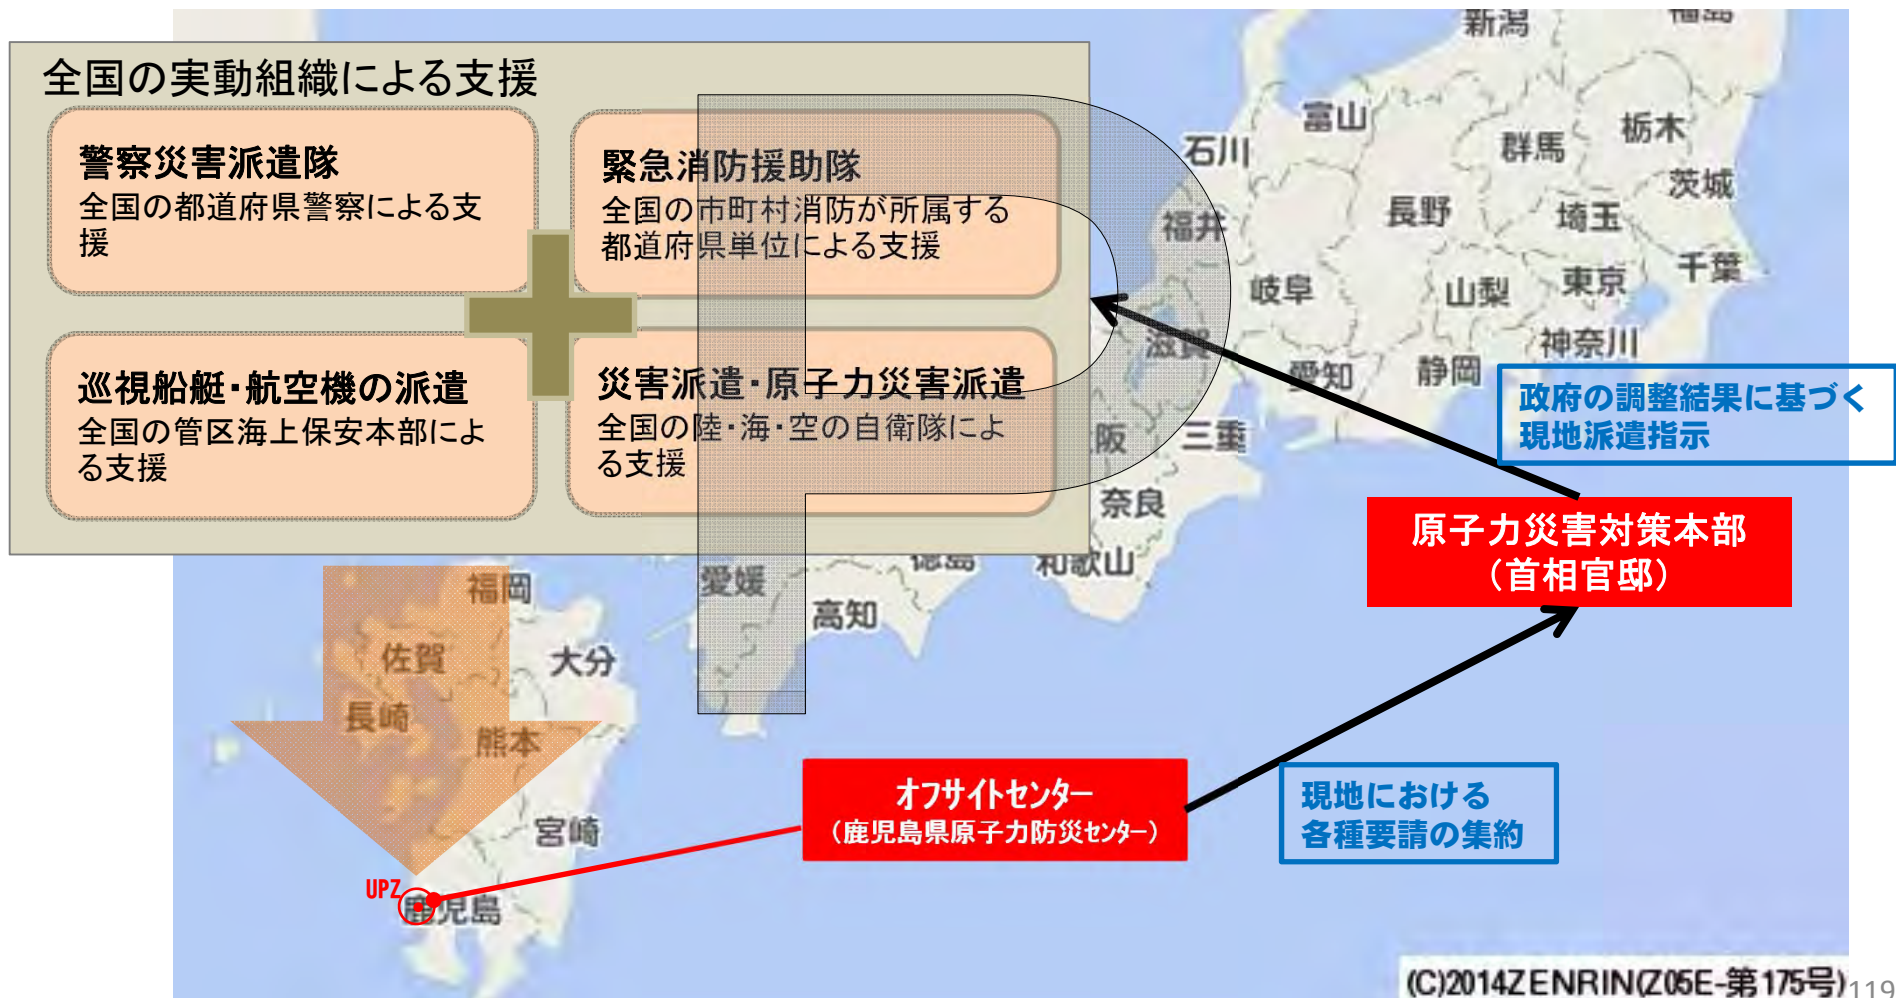 新潟
福島
全国の実動組織による支援
警察災害派遣隊
全国の都道府県警察による支
援
緊急消防援助隊
全国の市町村消防が所属する
都道府県単位による支援
巡視船艇・航空機の派遣
全国の管区海上保安本部によ
る支援
災害派遣・原子力災害派遣
全国の陸・海・空の自衛隊によ
る支援
富山
石川
群馬
栃木
茨城
福井
長野
埼玉
岐阜
山梨
東京
千葉
滋賀
愛知
静岡
神奈川
阪
三重
奈良
和歌山
徳島
愛媛
高知
政府の調整結果に基づく
現地派遣指示
原子力災害対策本部
（首相官邸）
福岡
佐賀
大分
長崎
熊本
宮崎
オフサイトセンター
（鹿児島県原子力防災センター）
現地における
各種要請の集約
UPZ
鹿児島
(C)2014ZENRIN(Z05E-第175号)
119